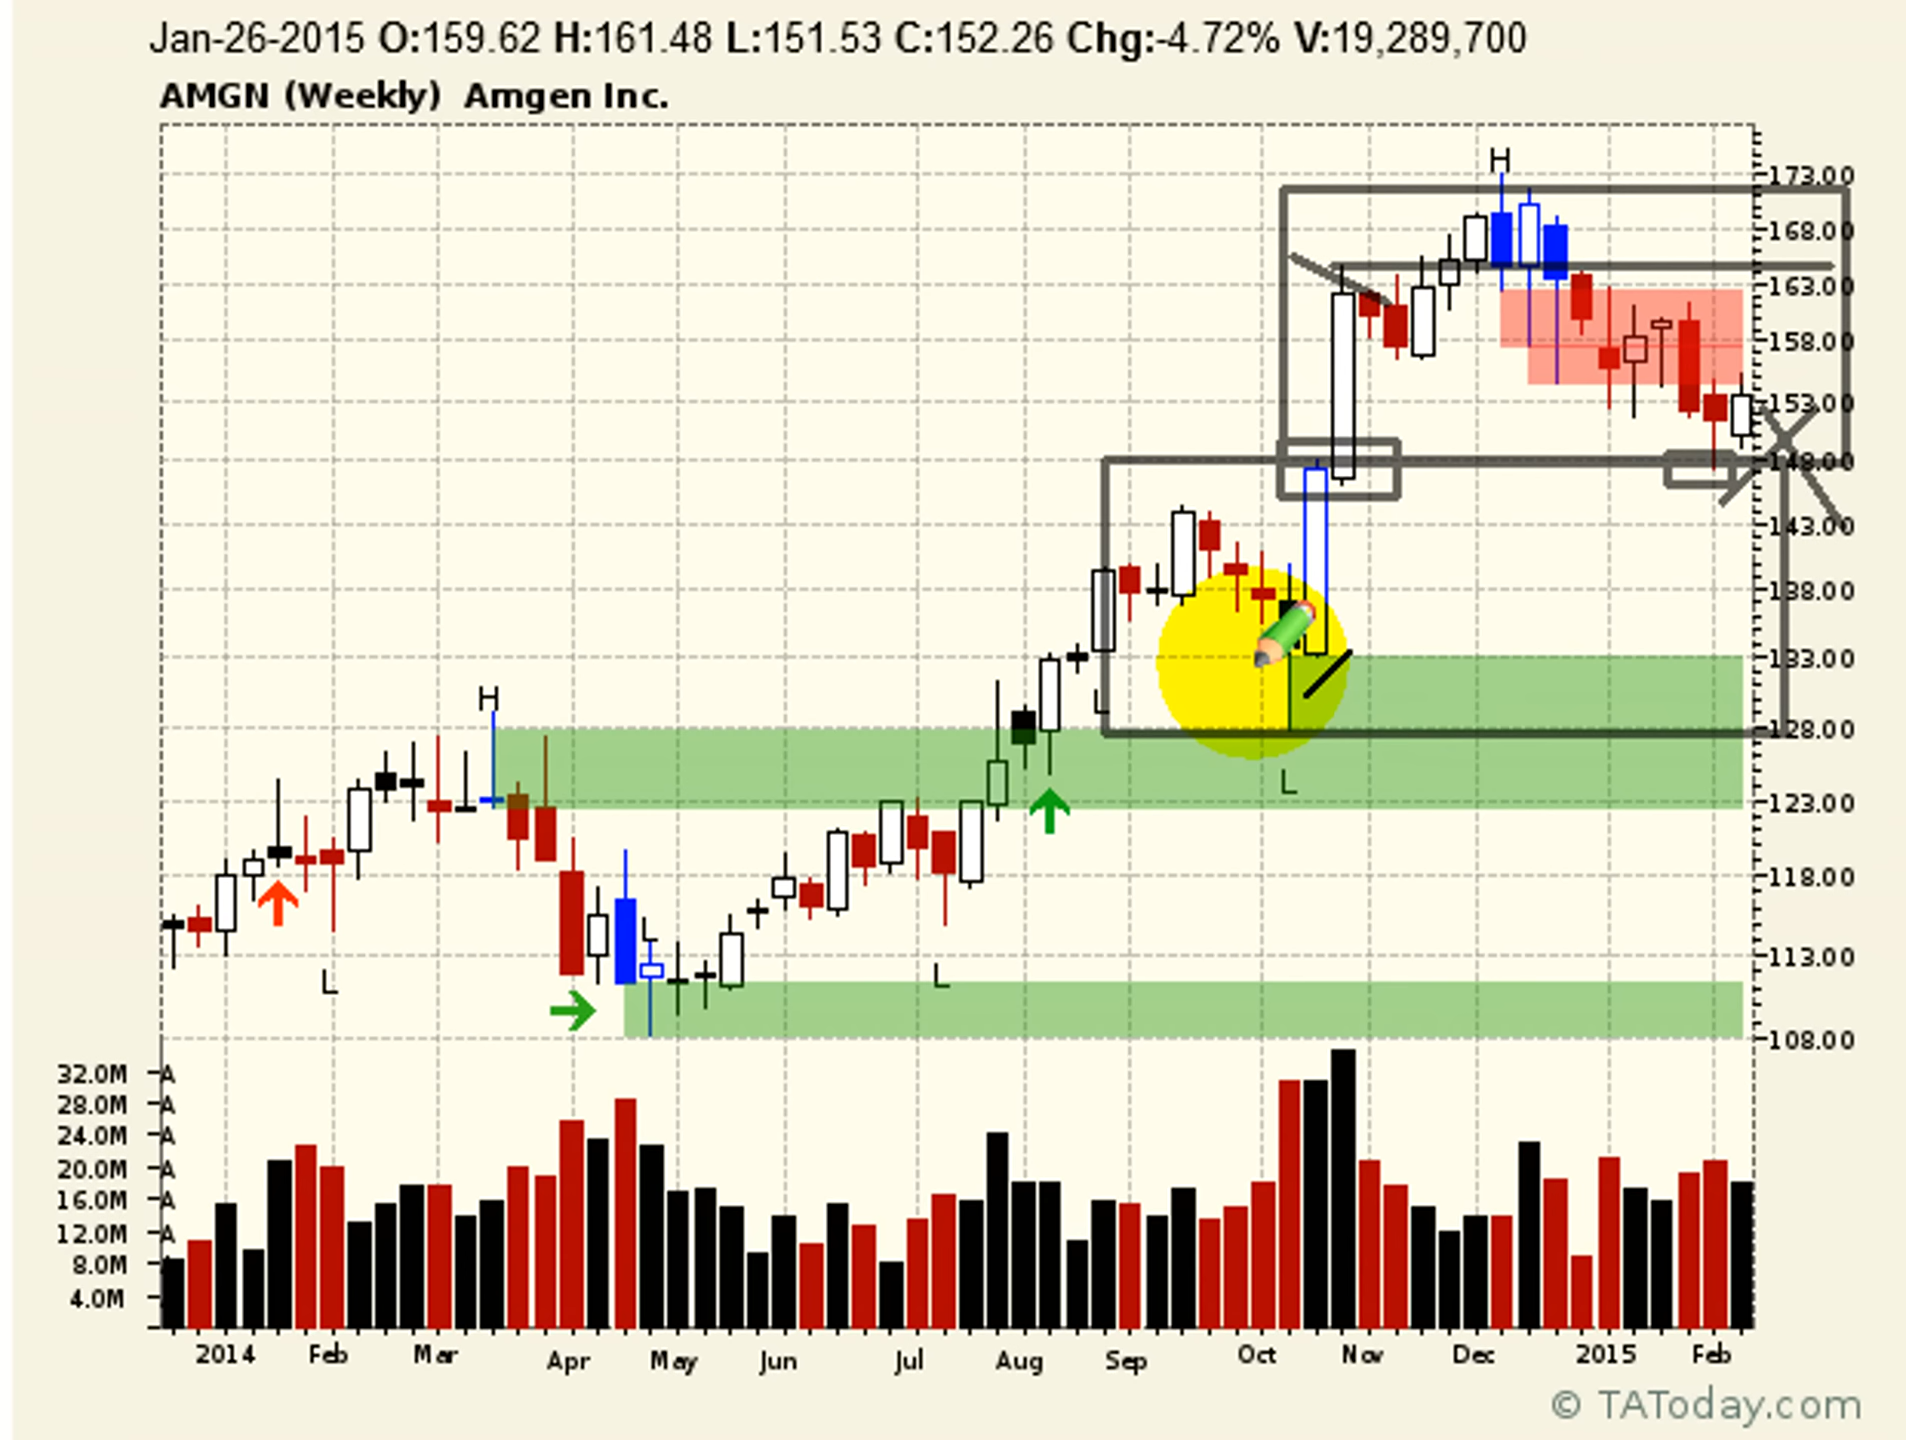 Jan-26-2015 O:159.62 H:161.48 L:151.53 C:152.26 Chg:-4.72% V:19,289,700
AMGN (Weekly) Amgen Inc.
H
173.00
168.00
163.00
158.00
153.00
148.00
143.00
138.00
133.00
L
H
128.00
L
123.00
118.00
L
113.00
L
L
108.00
32.0M A
28.0M A
24.0M A
20.0M A
16.0M A
12.0M A
8.0M
4.0M
2014 Feb Mar Apr May Jun Jul Aug Sep Oct Nov Dec 2015 Feb
© TAToday.com